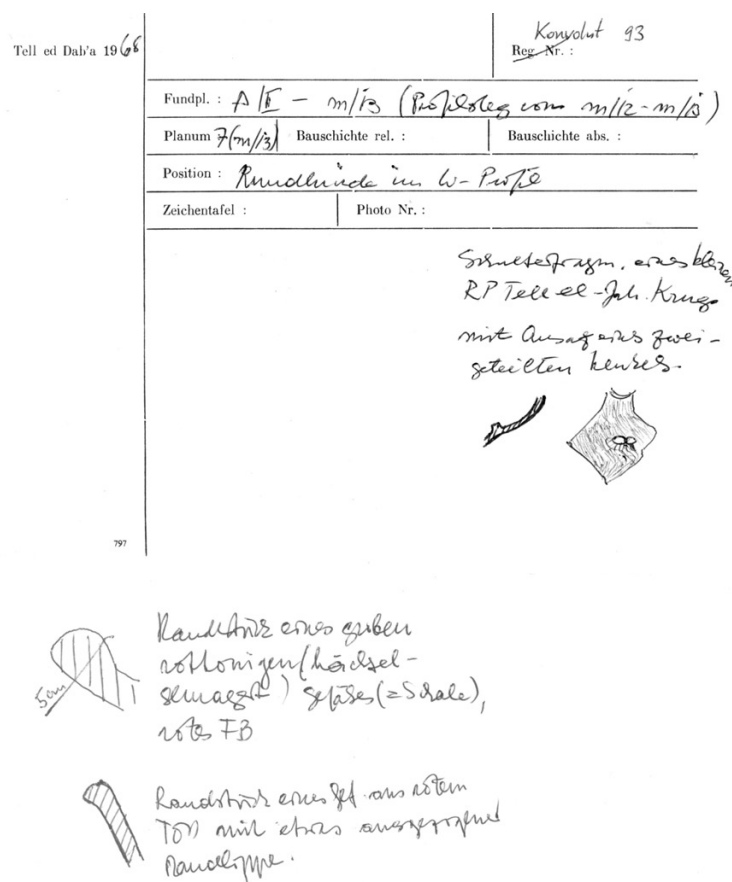 Tell ed Dab'a 1968
Konvolut 93
Reg. Nr. :
Fundpl. : A/II – m/13 (Profilsteg von m/12-m/13)
Planum 7(m/13) Bauschichte rel. : Bauschichte abs. :
Position : im W-Profil
Zeichentafel : Photo Nr. :
Schulterfragm. eines kleinen
RP Tell el-Jah. Kruges
mit Ansatz eines zwei-
geteilten Henkels.
797
Randstück eines groben
rottonigen (häcksel-
gemagert) Gefäßes (=Schale),
rotes FB
5cm
Randstück eines Gef. aus rotem
Ton mit etwas ausgezogener
Randlippe.